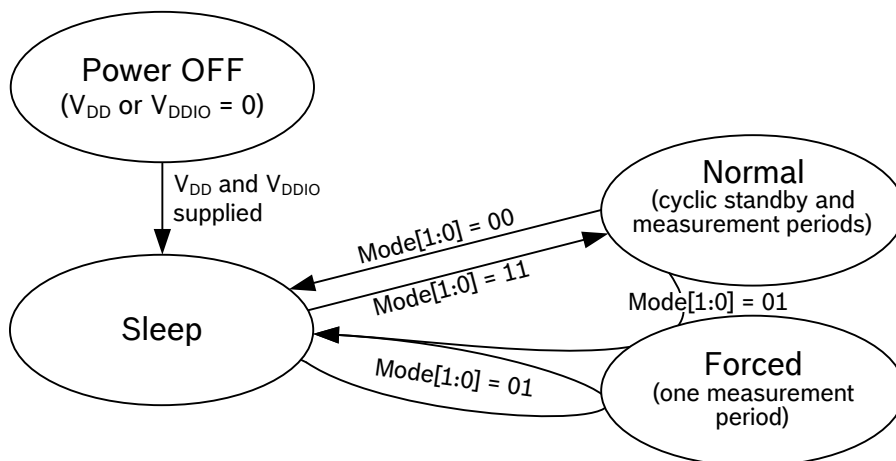 Power OFF
(VDD or VDDIO = 0)
VDD and VDDIO
supplied
Normal
(cyclic standby and
measurement periods)
Mode[1:0] = 00
Mode[1:0] = 11
Mode[1:0] = 01
Sleep
Mode[1:0] = 01
Forced
(one measurement
period)